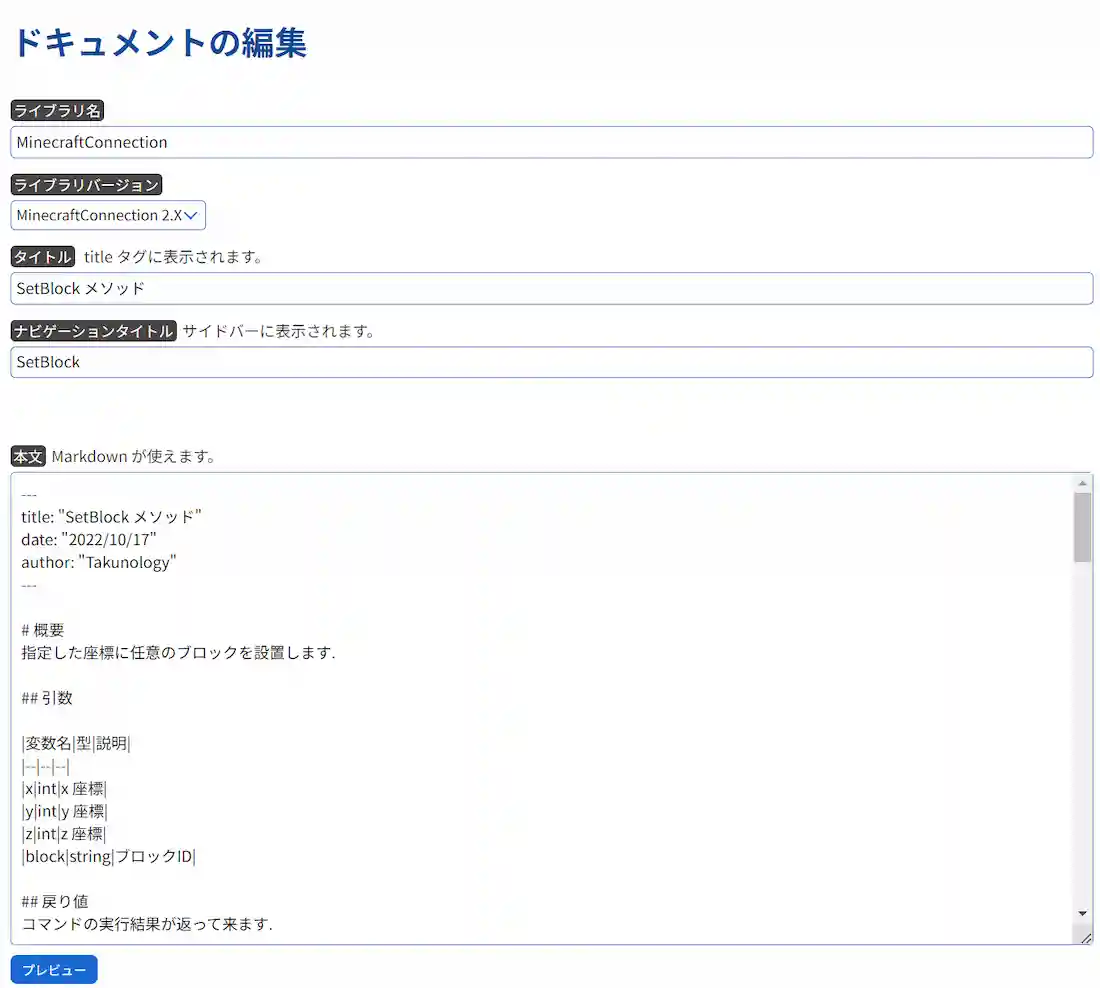 ドキュメントの編集
ライブラリ名
MinecraftConnection
ライブラリバージョン
MinecraftConnection 2.X
タイトル title タグに表示されます。
SetBlock メソッド
ナビゲーションタイトル サイドバーに表示されます。
SetBlock
本文 Markdown が使えます。
---
title: "SetBlock メソッド"
date: "2022/10/17"
author: "Takunology"
---
# 概要
指定した座標に任意のブロックを設置します.
## 引数
|変数名|型|説明|
|--|--|--|
|x|int|x 座標|
|y|int|y 座標|
|z|int|z 座標|
|block|string|ブロックID|
## 戻り値
コマンドの実行結果が返って来ます.
プレビュー